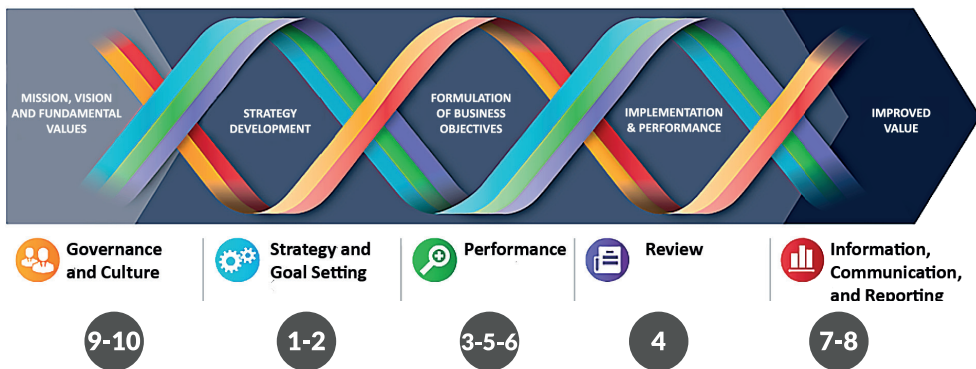 MISSION, VISION
AND FUNDAMENTAL
VALUES
STRATEGY
DEVELOPMENT
FORMULATION
OF BUSINESS
OBJECTIVES
IMPLEMENTATION
& PERFORMANCE
IMPROVED
VALUE
Governance
and Culture
Strategy and
Goal Setting
Performance
Review
Information,
Communication,
and Reporting
9-10
1-2
3-5-6
4
7-8